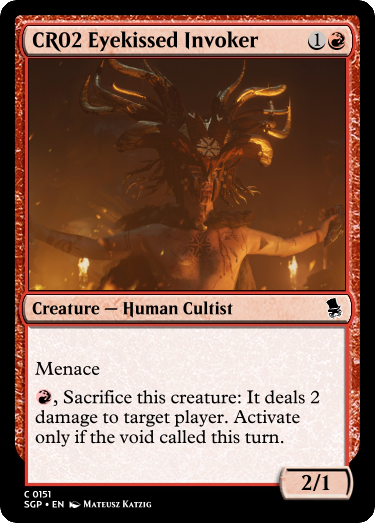 CR02 Eyekissed Invoker 1
Creature — Human Cultist
Menace
, Sacrifice this creature: It deals 2
damage to target player. Activate
only if the void called this turn.
2/1
C 0151
SGP • EN Mateusz Katzig